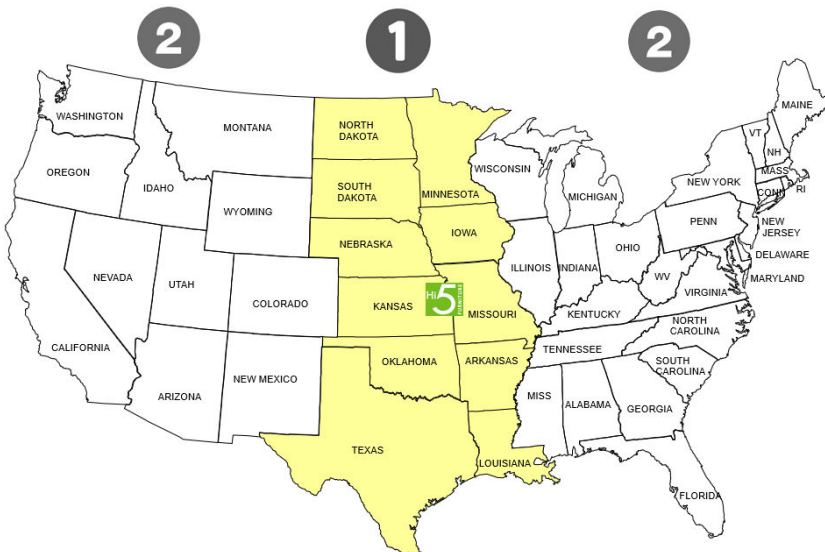 2
1
2
WASHINGTON
MONTANA
NORTH
DAKOTA
MINNESOTA
WISCONSIN
MICHIGAN
VT
NH
MAINE
MASS
RI
CONN
NEW YORK
OREGON
IDAHO
WYOMING
SOUTH
DAKOTA
IOWA
NEBRASKA
PENN
NEW
JERSEY
DELAWARE
MARYLAND
NEVADA
UTAH
COLORADO
KANSAS
HI 5
MISSOURI
ILLINOIS
INDIANA
OHIO
WV
VIRGINIA
KENTUCKY
CALIFORNIA
ARIZONA
NEW MEXICO
OKLAHOMA
ARKANSAS
TENNESSEE
NORTH
CAROLINA
SOUTH
CAROLINA
TEXAS
LOUISIANA
MISS
ALABAMA
GEORGIA
FLORIDA